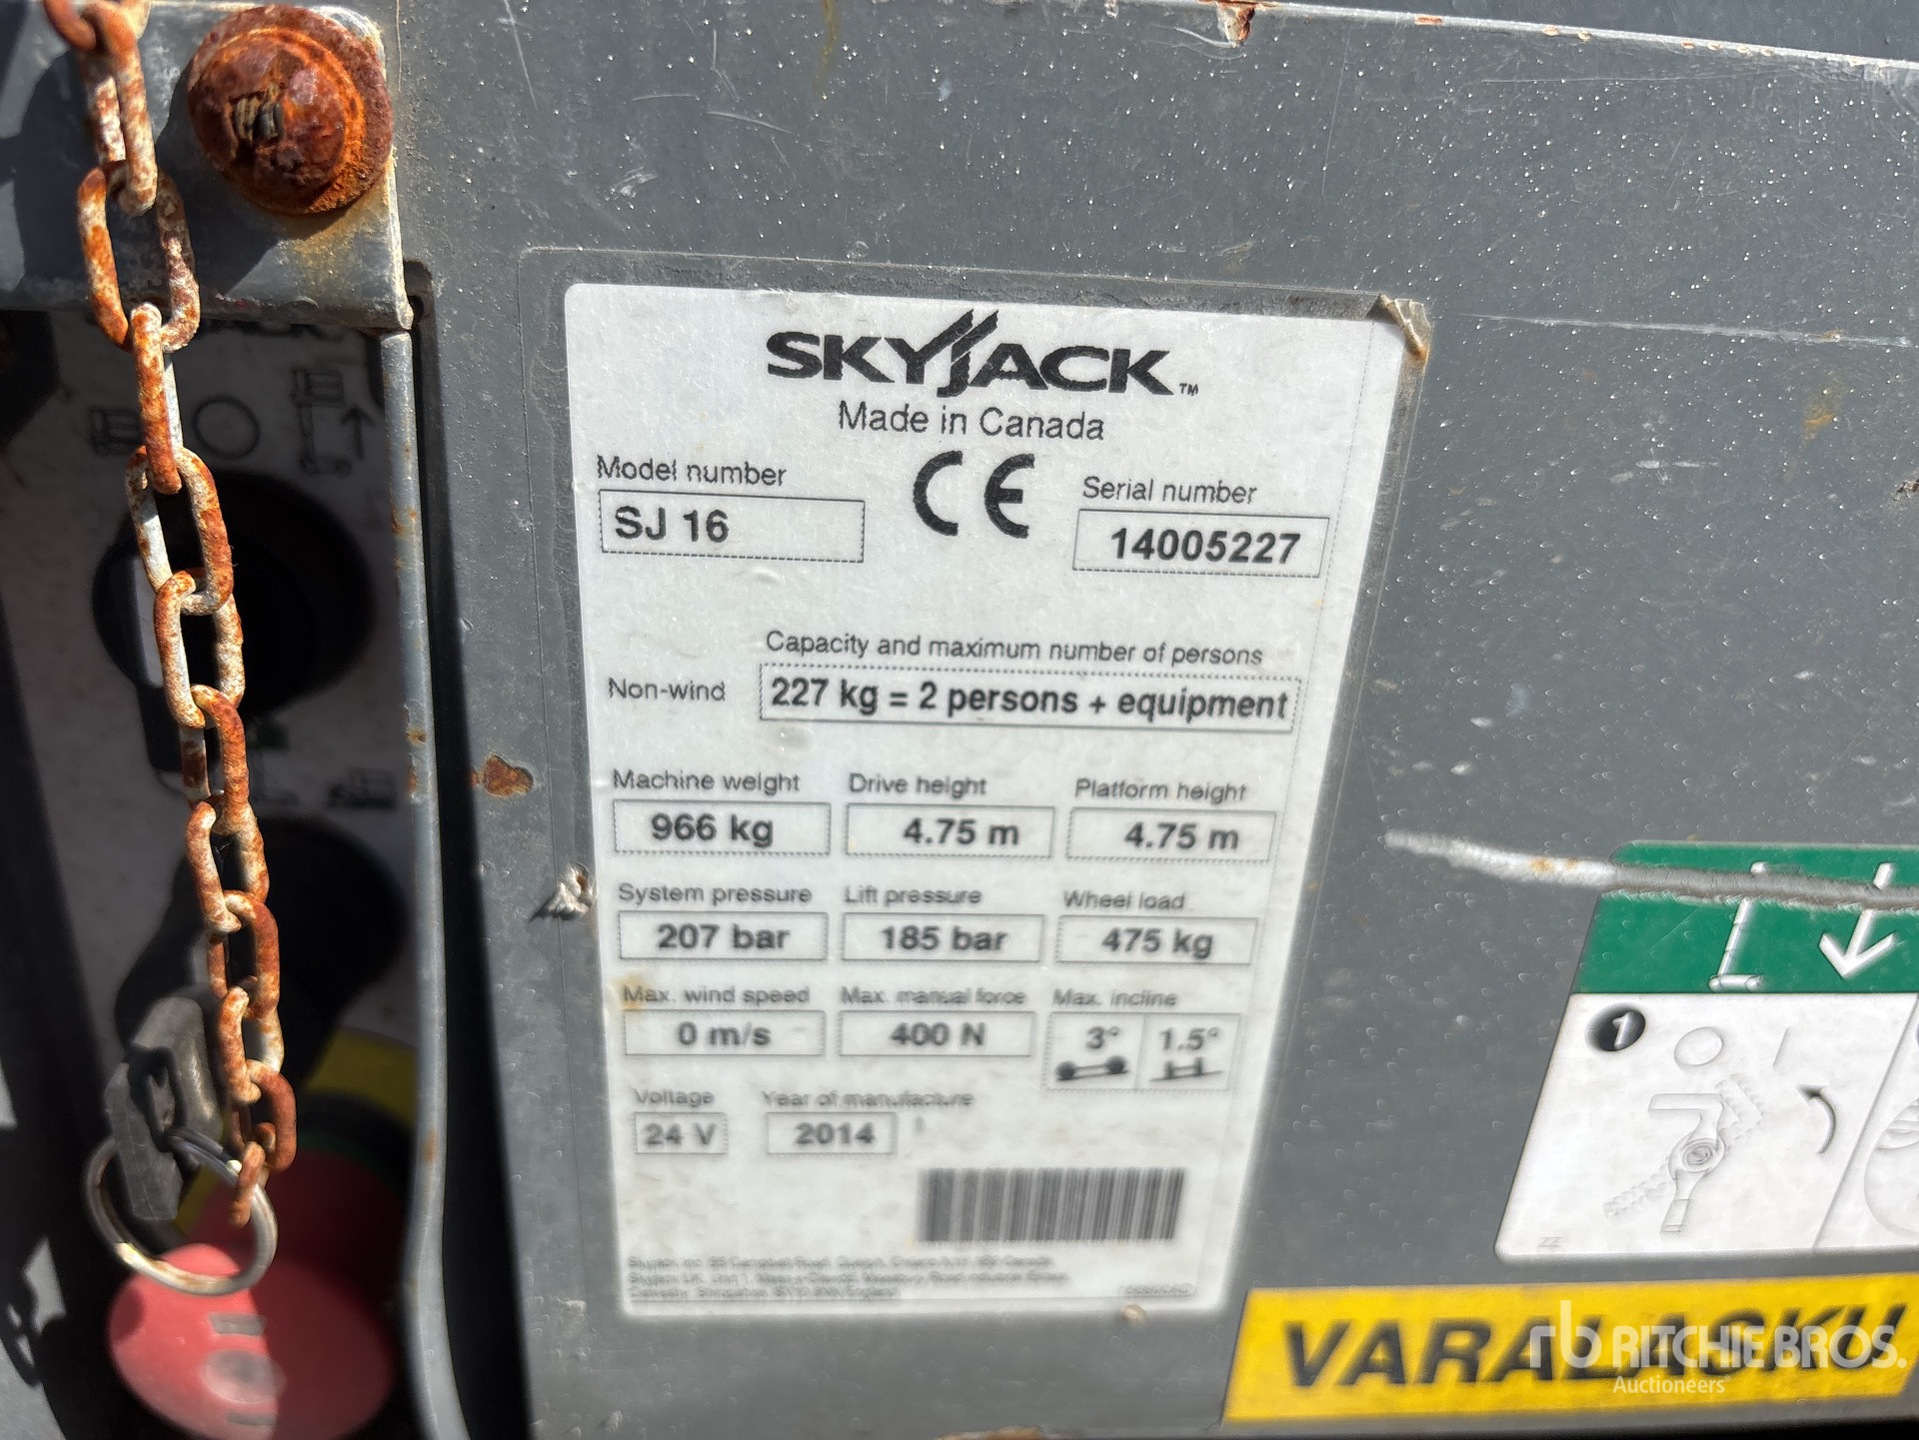 SKYJACK™
Made in Canada
Model number
SJ 16
CE
Serial number
14005227
Capacity and maximum number of persons
Non-wind
227 kg = 2 persons + equipment
Machine weight Drive height Platform height
966 kg 4.75 m 4.75 m
System pressure Lift pressure Wheel load
207 bar 185 bar 475 kg
Max. wind speed Max. manual force Max. incline
0 m/s 400 N 3° 1.5°
Voltage Year of manufacture
24 V 2014
1
VARALASKU
rb RITCHIE BROS.
Auctioneers